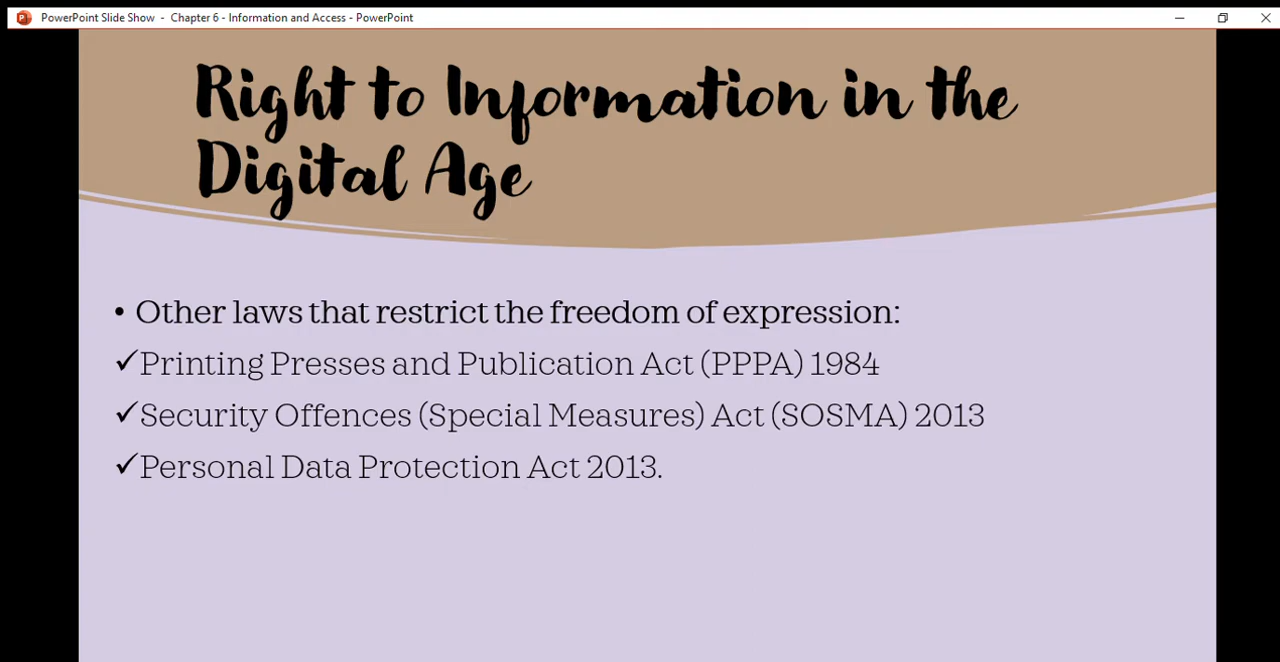 PowerPoint Slide Show - Chapter 6 - Information and Access - PowerPoint
Right to Information in the
Digital Age
• Other laws that restrict the freedom of expression:
✓Printing Presses and Publication Act (PPPA) 1984
✓Security Offences (Special Measures) Act (SOSMA) 2013
✓Personal Data Protection Act 2013.